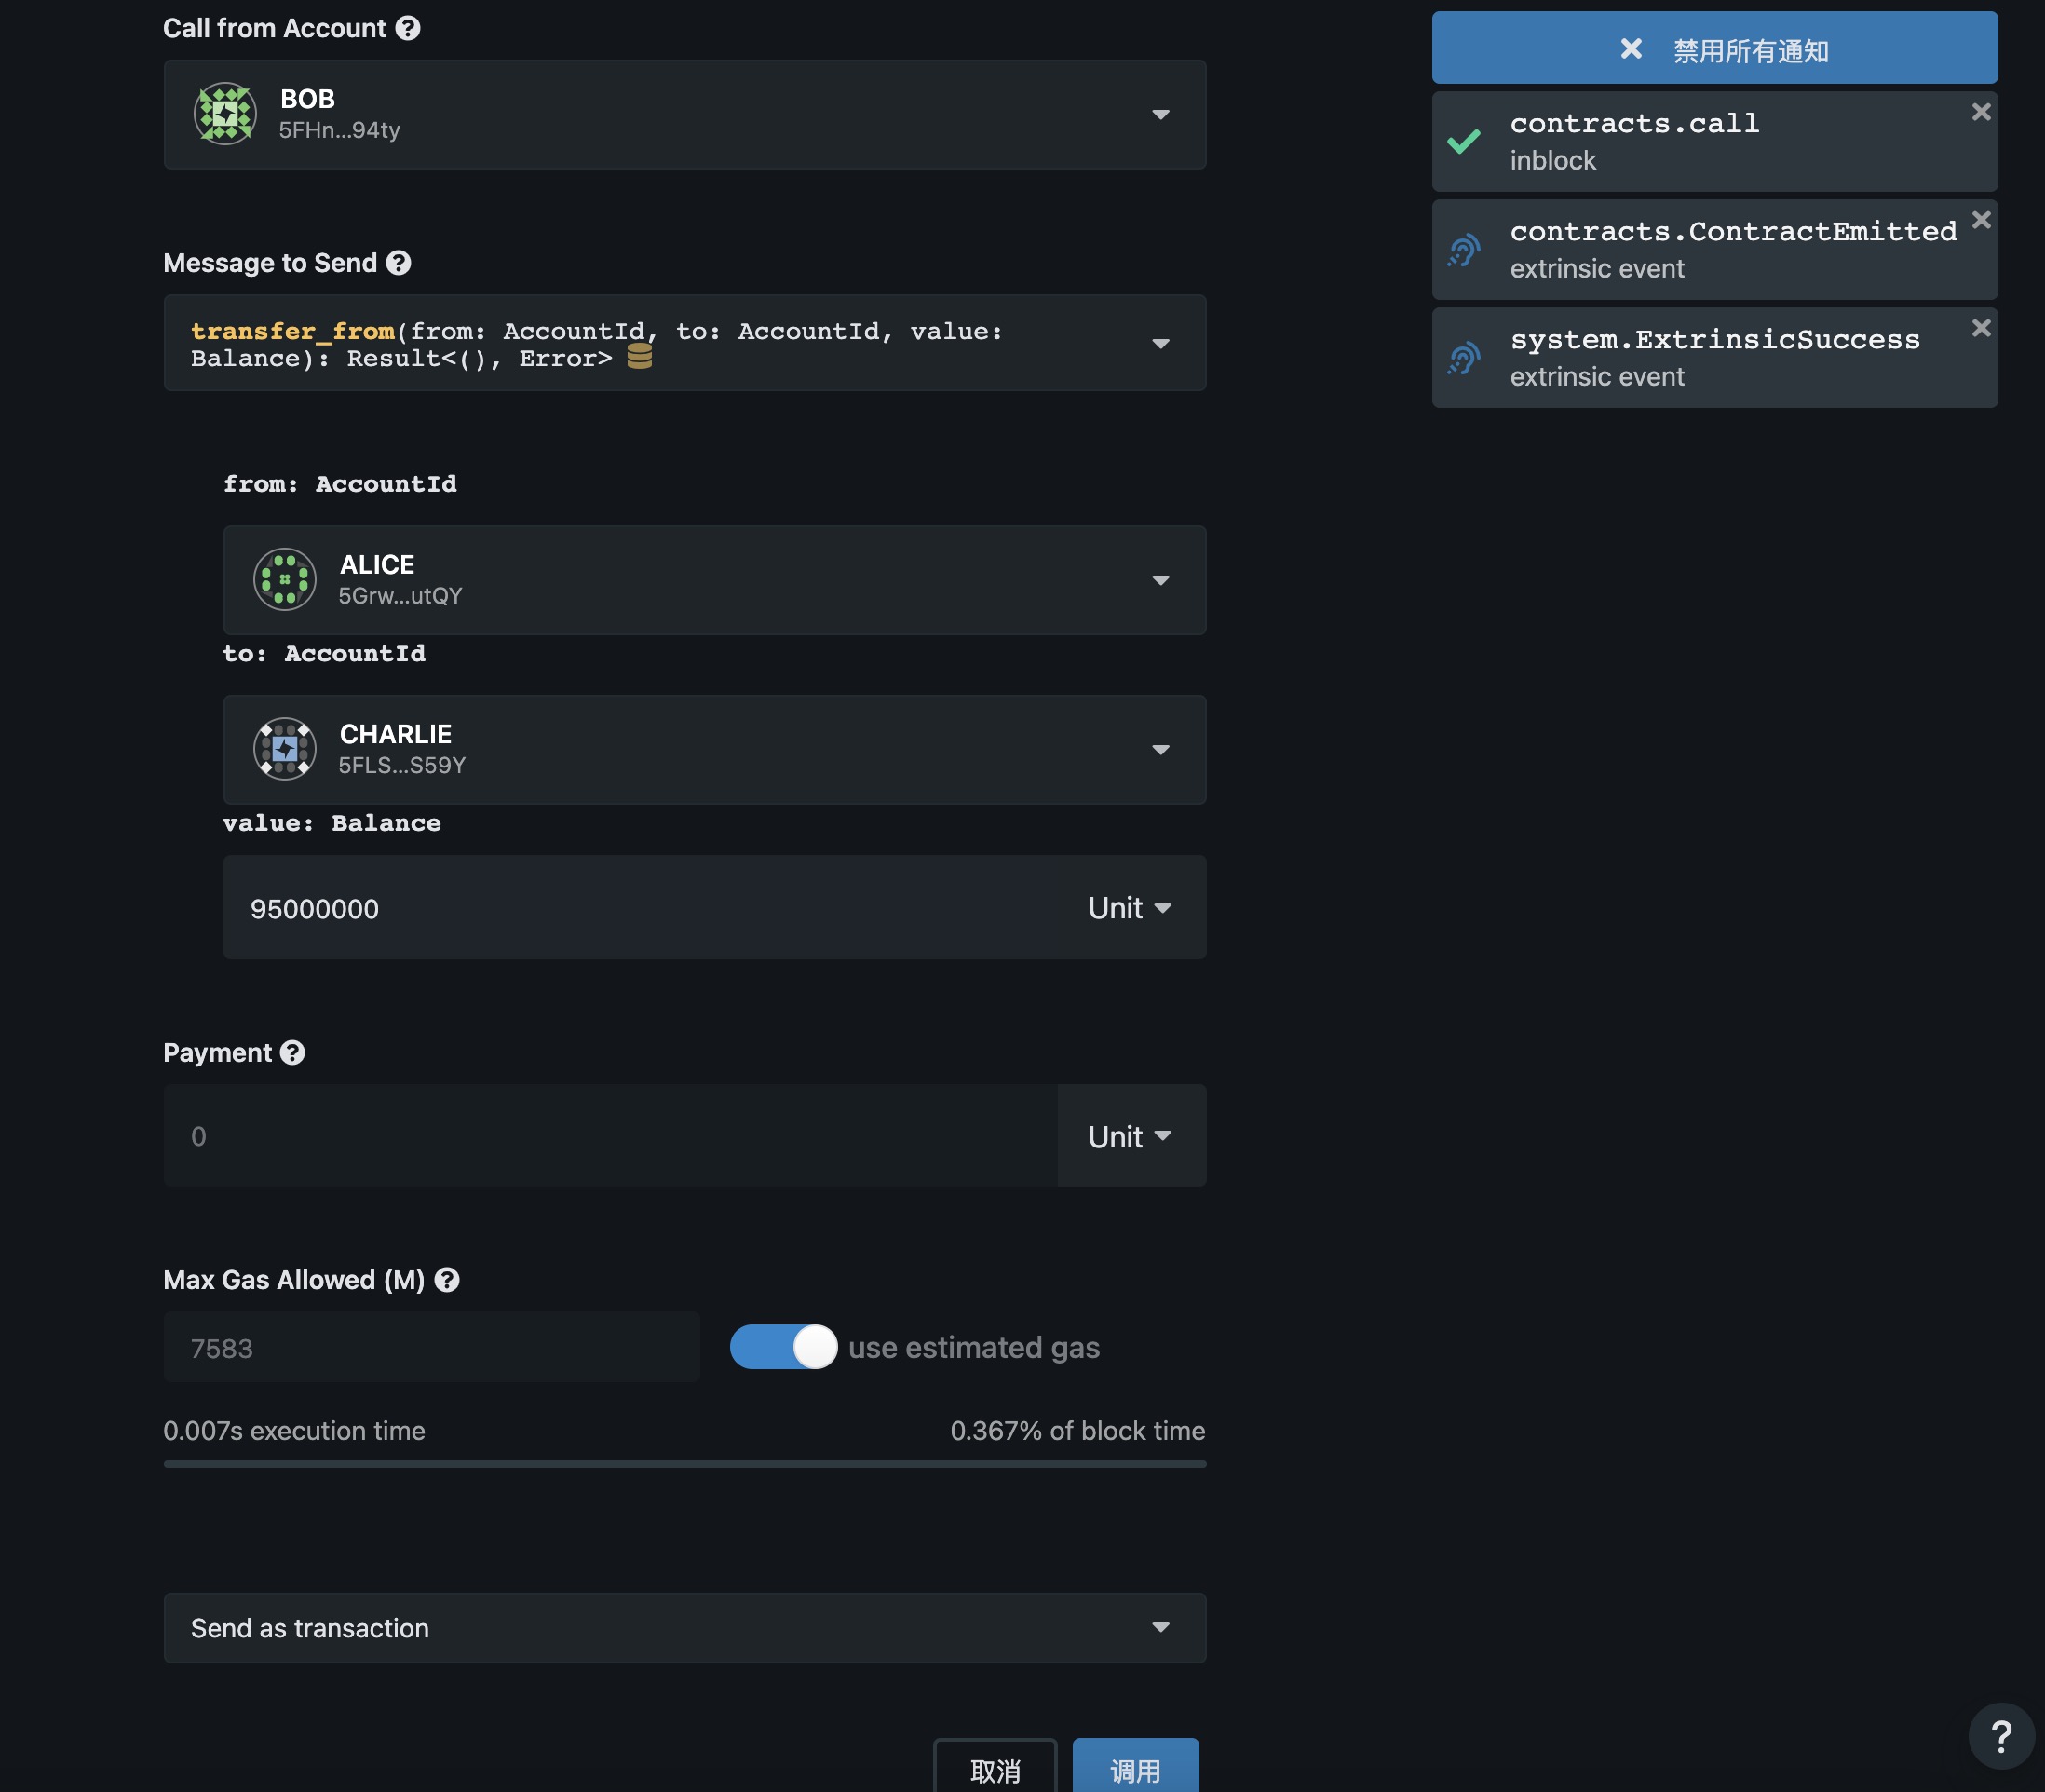 Call from Account
BOB
5FHn...94ty
Message to Send
transfer_from(from: AccountId, to: AccountId, value:
Balance): Result<(), Error>
from: AccountId
ALICE
5Grw...utQY
to: AccountId
CHARLIE
5FLS...S59Y
value: Balance
95000000
Unit
Payment
0
Unit
Max Gas Allowed (M)
7583
use estimated gas
0.007s execution time
0.367% of block time
Send as transaction
取消
调用
禁用所有通知
contracts.call
inblock
contracts.ContractEmitted
extrinsic event
system.ExtrinsicSuccess
extrinsic event
?